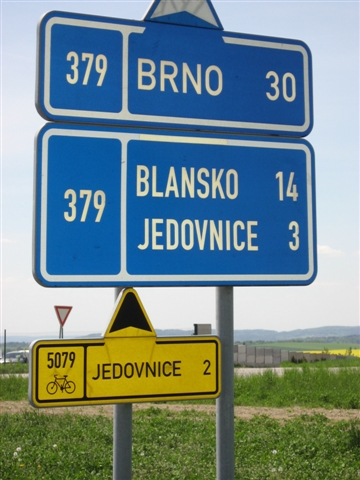 379 BRNO 30
379
BLANSKO 14
JEDOVNICE 3
5079 JEDOVNICE 2